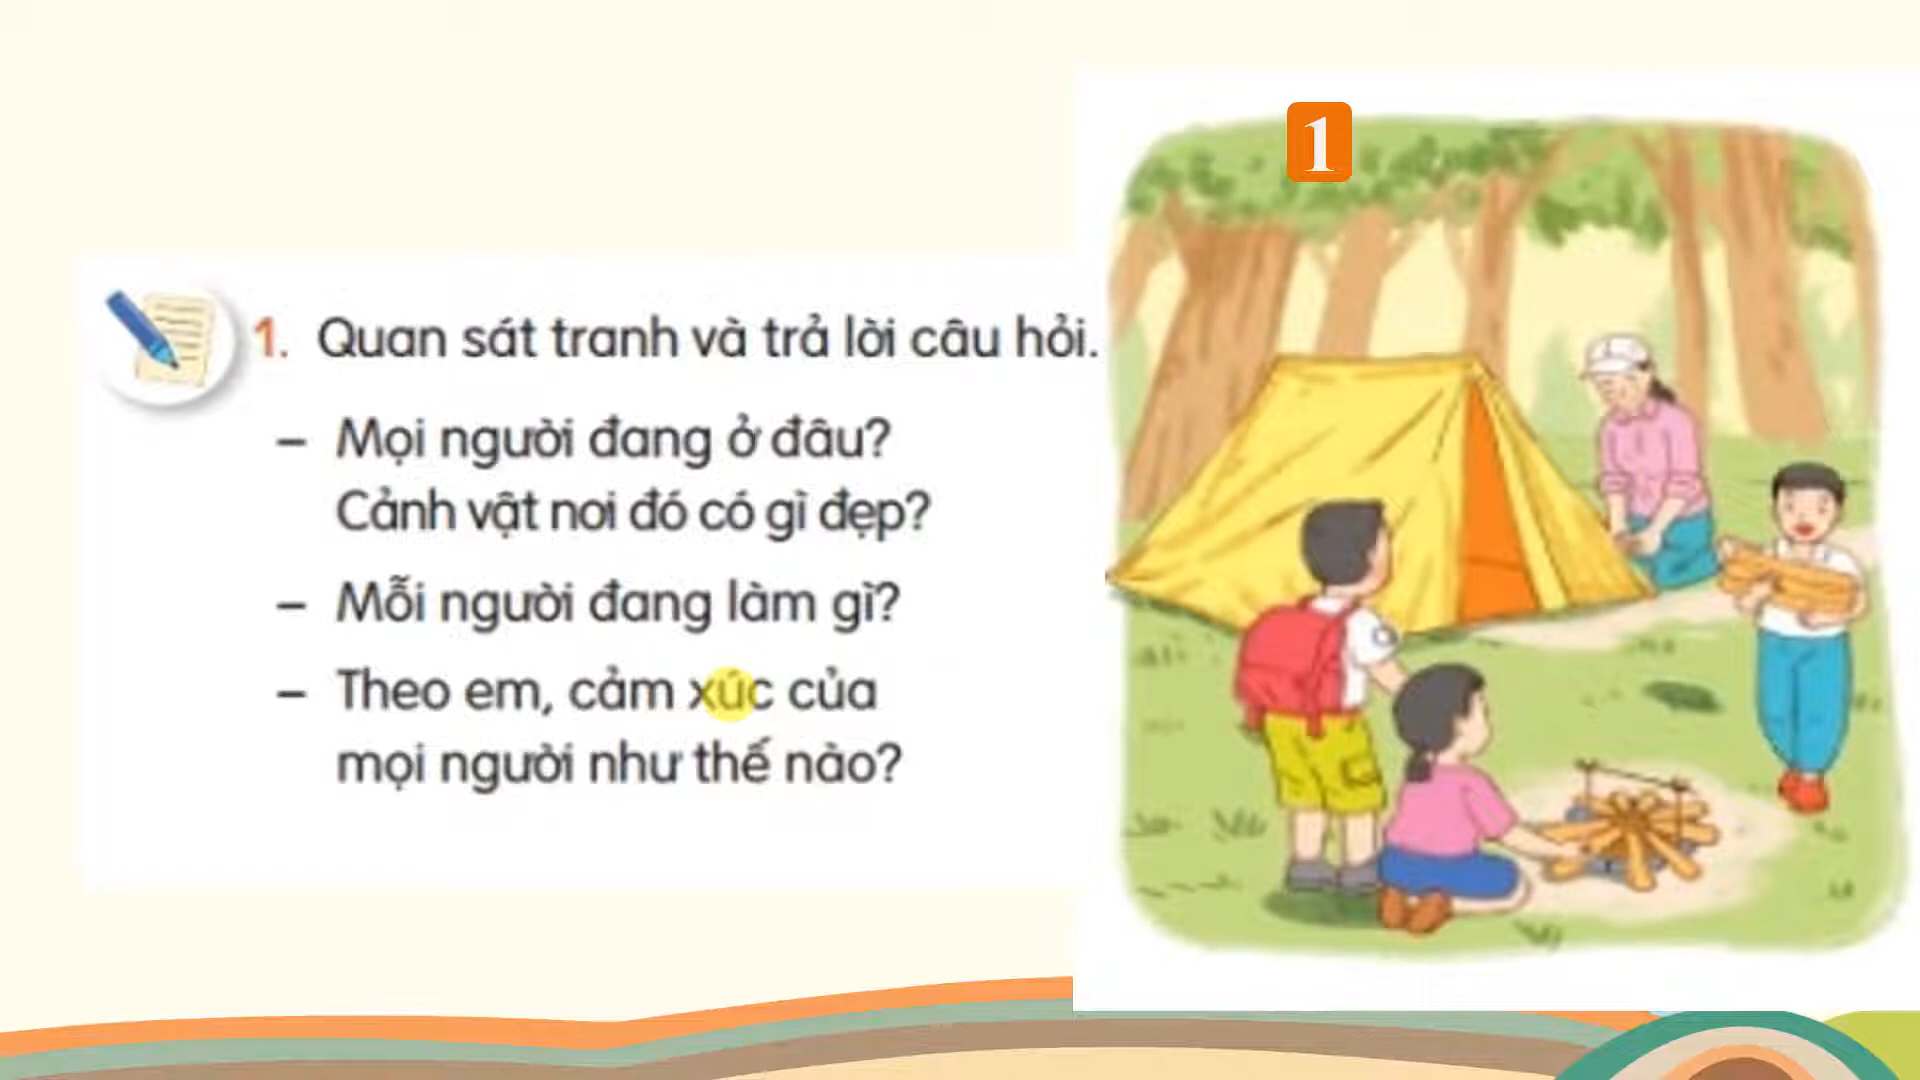 1. Quan sát tranh và trả lời câu hỏi.
– Mọi người đang ở đâu?
Cảnh vật nơi đó có gì đẹp?
– Mỗi người đang làm gì?
– Theo em, cảm xúc của
mọi người như thế nào?
1